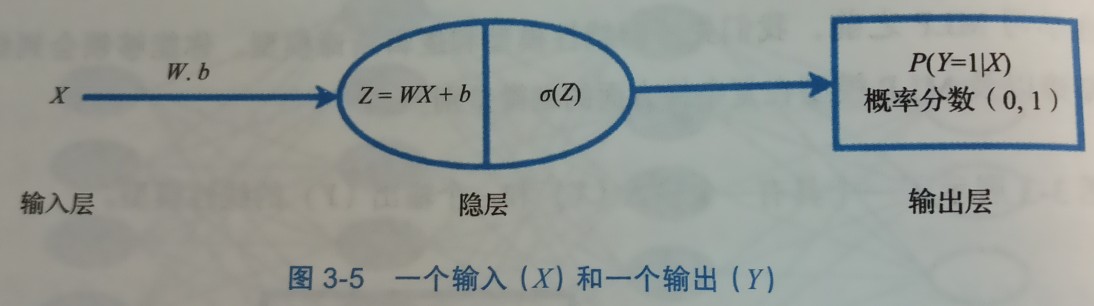 W. b
X
Z = WX + b
σ(Z)
P(Y=1|X)
概率分数（0, 1）
输入层
隐层
输出层
图 3-5 一个输入（X）和一个输出（Y）